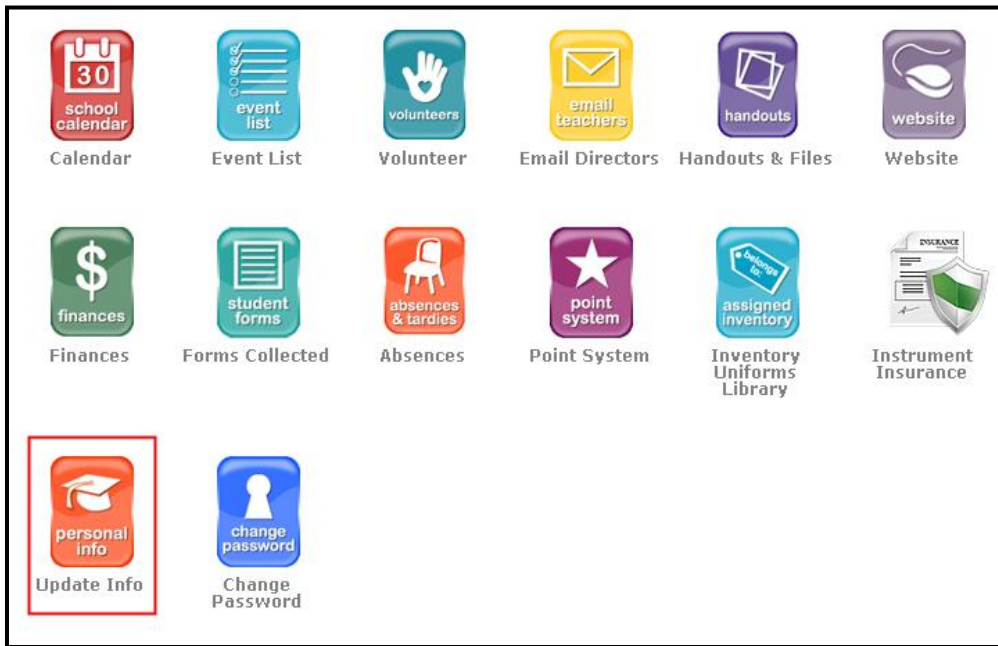 30
school
calendar
Calendar
event
list
Event List
volunteers
Volunteer
email
teachers
Email Directors
handouts
Handouts & Files
website
Website
$
finances
Finances
student
forms
Forms Collected
absences
& tardies
Absences
point
system
Point System
belongs
to:
assigned
inventory
Inventory
Uniforms
Library
INSURANCE
Instrument
Insurance
personal
info
Update Info
change
password
Change
Password